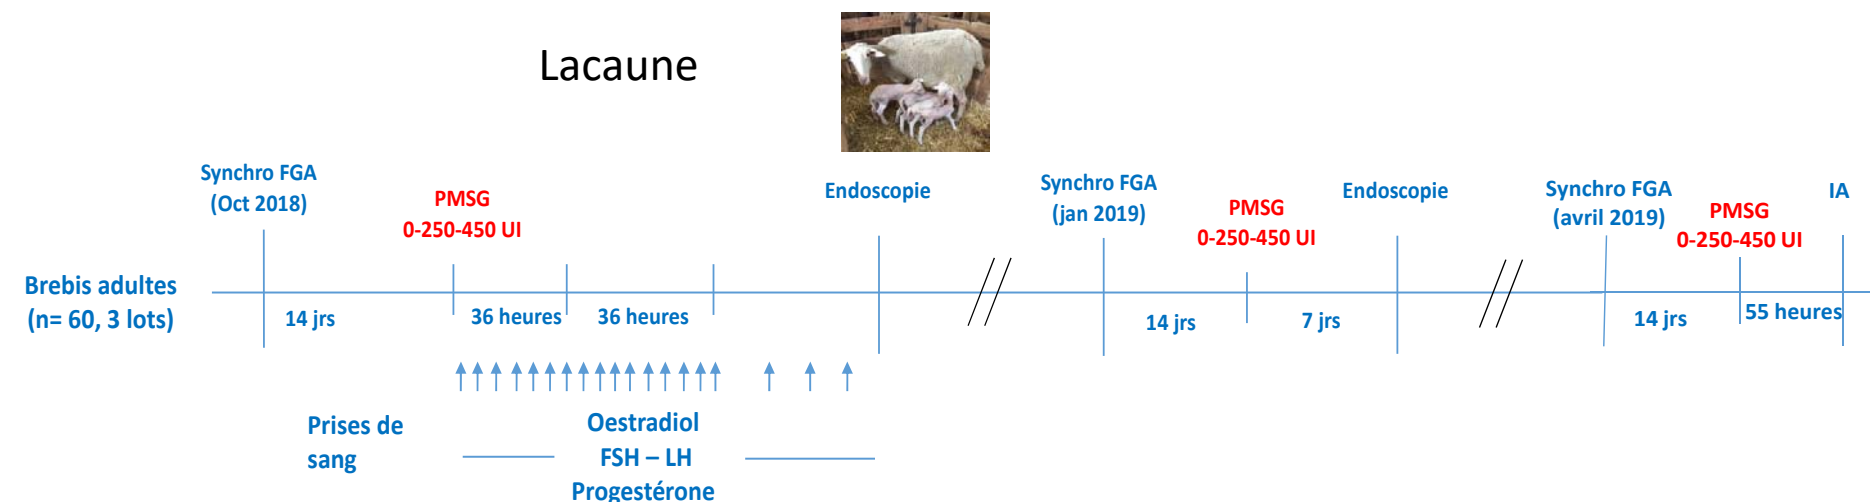 Lacaune
Synchro FGA
(Oct 2018)
PMSG
0-250-450 UI
Endoscopie
Synchro FGA
(jan 2019)
PMSG
0-250-450 UI
Endoscopie
Synchro FGA
(avril 2019)
PMSG
0-250-450 UI
IA
Brebis adultes
(n= 60, 3 lots)
14 jrs
36 heures
36 heures
14 jrs
7 jrs
14 jrs
55 heures
Prises de
sang
Oestradiol
FSH – LH
Progestérone